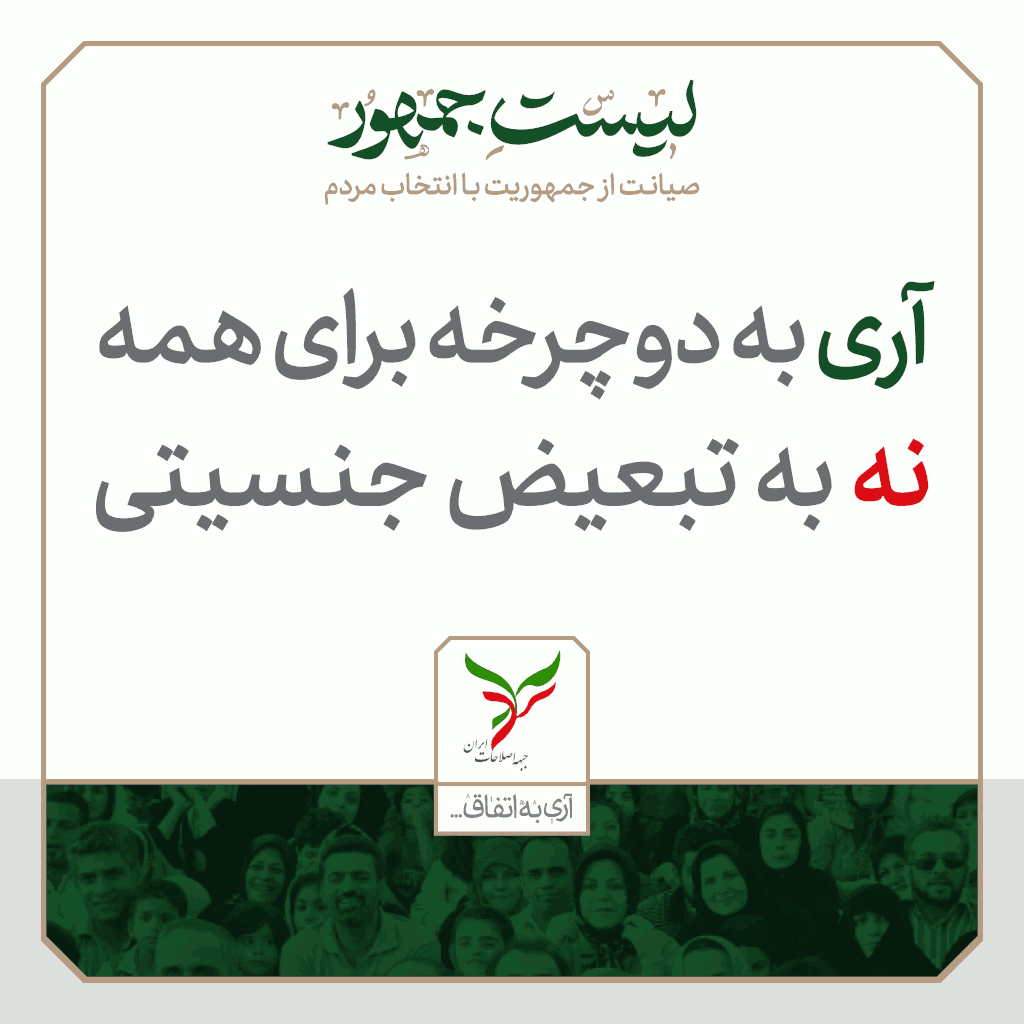 لیستِ جمهور
صیانت از جمهوریت با انتخاب مردم
آری به دوچرخه برای همه
نه به تبعیض جنسیتی
جبهه اصلاحات ایران
آری به اتفاق...